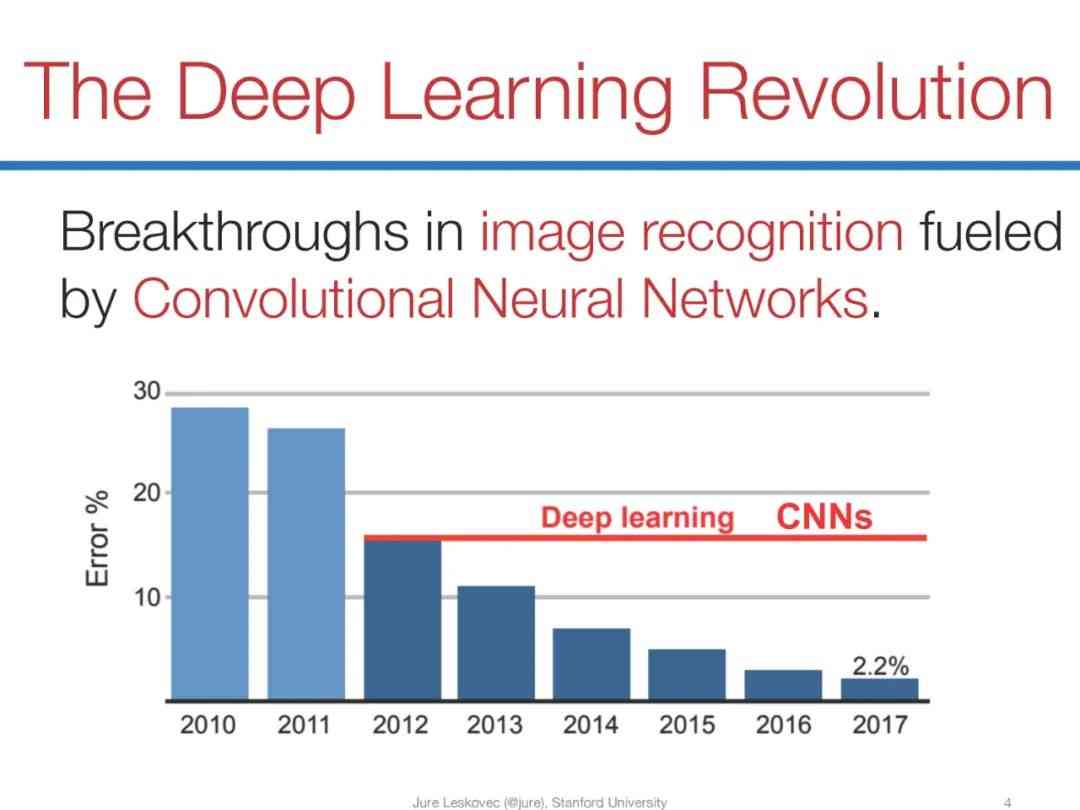 The Deep Learning Revolution
Breakthroughs in image recognition fueled
by Convolutional Neural Networks.
30
20
10
Error %
Deep learning CNNs
2.2%
2010 2011 2012 2013 2014 2015 2016 2017
Jure Leskovec (@jure), Stanford University 4